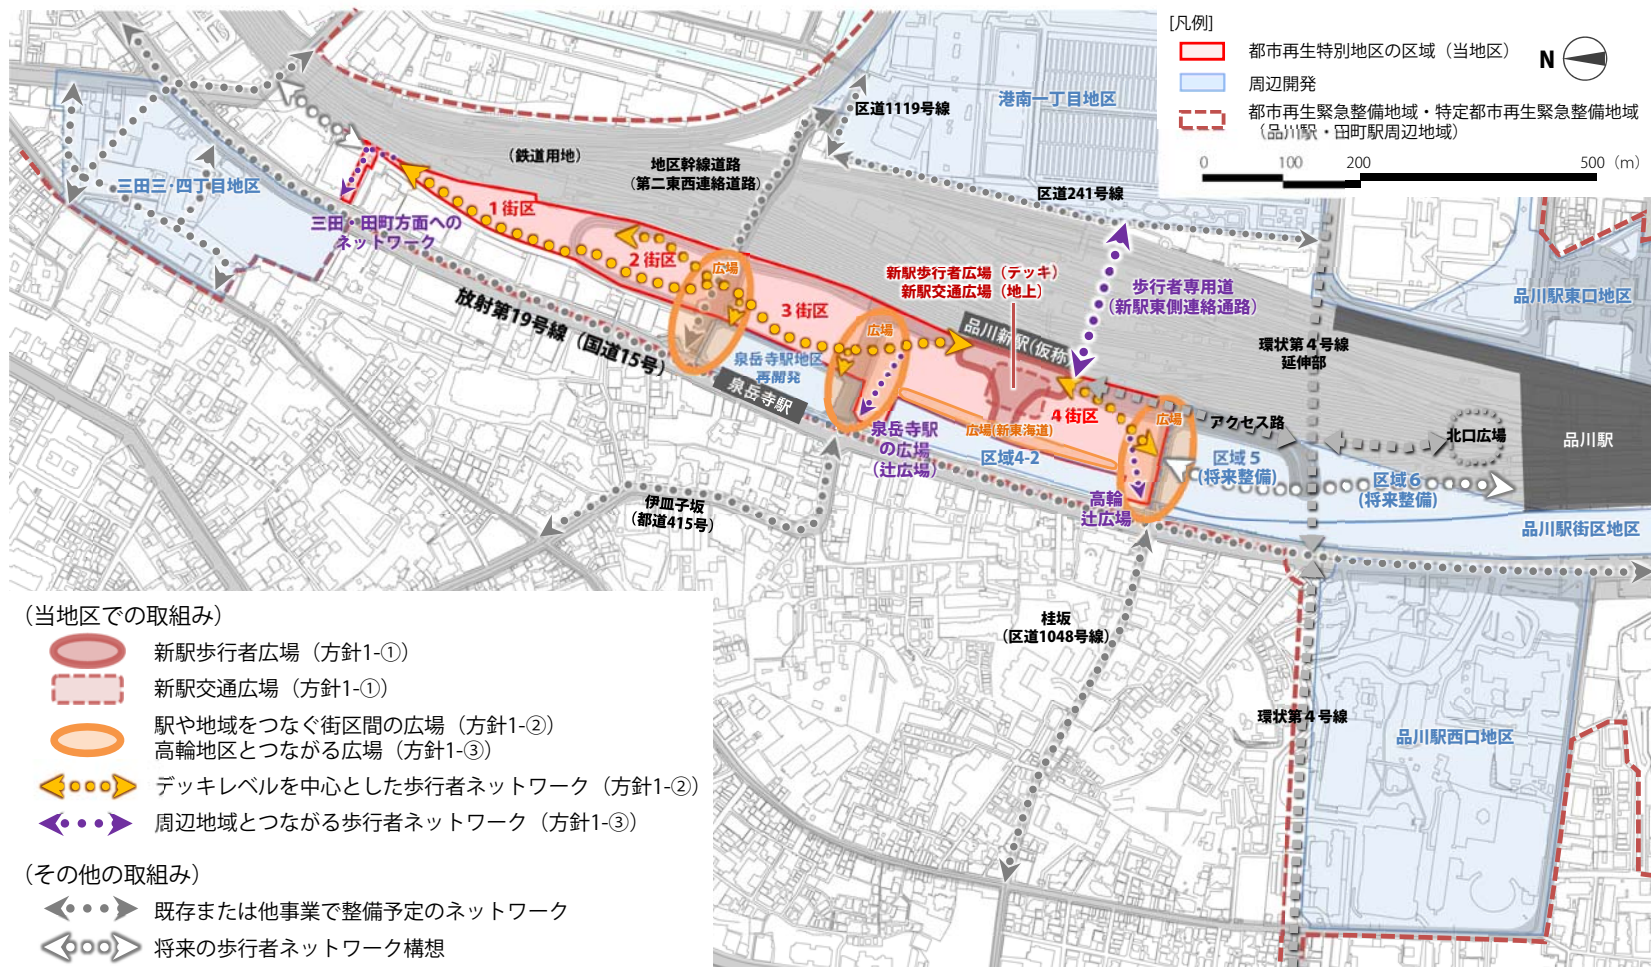 [凡例]
都市再生特別地区の区域（当地区）
周辺開発
都市再生緊急整備地域・特定都市再生緊急整備地域
（品川駅・田町駅周辺地域）
N
0 100 200 500（m）
港南一丁目地区
区道1119号線
（鉄道用地）
地区幹線道路
（第二東西連絡道路）
区道241号線
三田三・四丁目地区
三田・田町方面への
ネットワーク
1街区
2街区
広場
3街区
新駅歩行者広場（デッキ）
新駅交通広場（地上）
歩行者専用道
（新駅東側連絡通路）
品川駅東口地区
放射第19号線（国道15号）
広場
品川新駅（仮称）
環状第４号線
延伸部
泉岳寺駅地区
再開発
泉岳寺駅
4街区
広場
アクセス路
北口広場
品川駅
広場(新東海道)
泉岳寺駅
の広場
（辻広場）
区域4-2
区域５
(将来整備)
区域６
(将来整備)
高輪
辻広場
伊皿子坂
（都道415号）
品川駅街区地区
桂坂
（区道1048号線）
環状第４号線
品川駅西口地区
（当地区での取組み）
新駅歩行者広場（方針1-①）
新駅交通広場（方針1-①）
駅や地域をつなぐ街区間の広場（方針1-②）
高輪地区とつながる広場（方針1-③）
デッキレベルを中心とした歩行者ネットワーク（方針1-②）
周辺地域とつながる歩行者ネットワーク（方針1-③）
（その他の取組み）
既存または他事業で整備予定のネットワーク
将来の歩行者ネットワーク構想